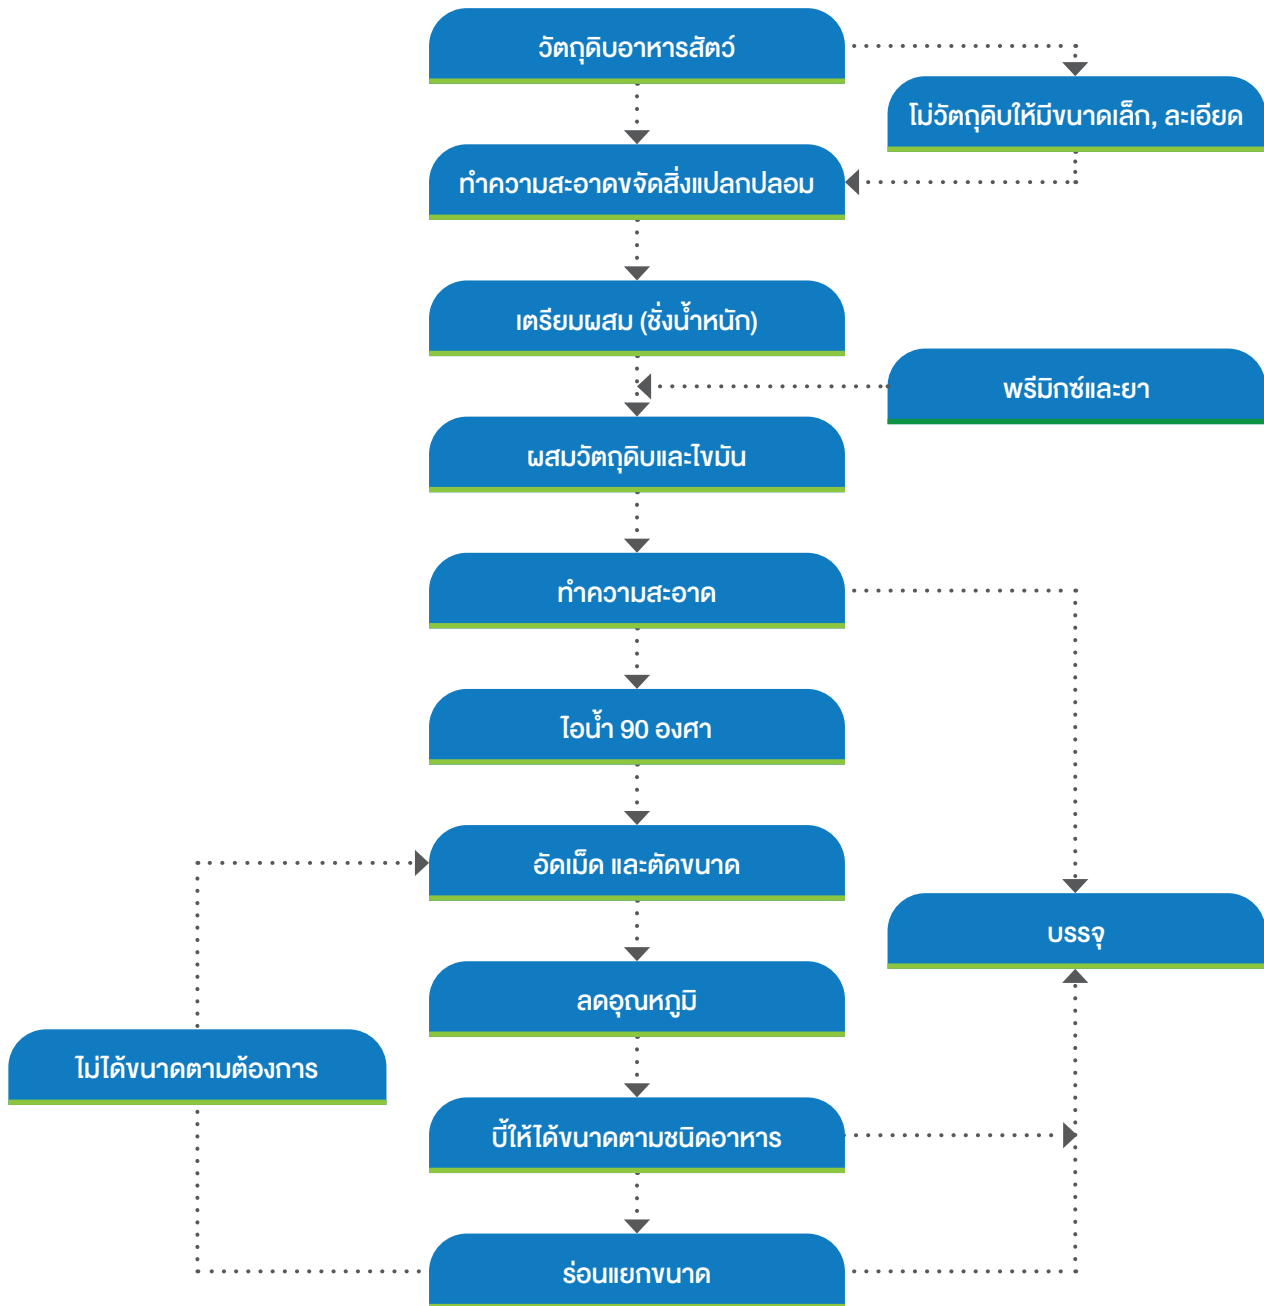 วัตถุดิบอาหารสัตว์
โม่วัตถุดิบให้มีขนาดเล็ก, ละเอียด
ทำความสะอาดขจัดสิ่งแปลกปลอม
เตรียมผสม (ชั่งน้ำหนัก)
พรีมิกซ์และยา
ผสมวัตถุดิบและไขมัน
ทำความสะอาด
ไอน้ำ 90 องศา
อัดเม็ด และตัดขนาด
บรรจุ
ลดอุณหภูมิ
ไม่ได้ขนาดตามต้องการ
บี้ให้ได้ขนาดตามชนิดอาหาร
ร่อนแยกขนาด